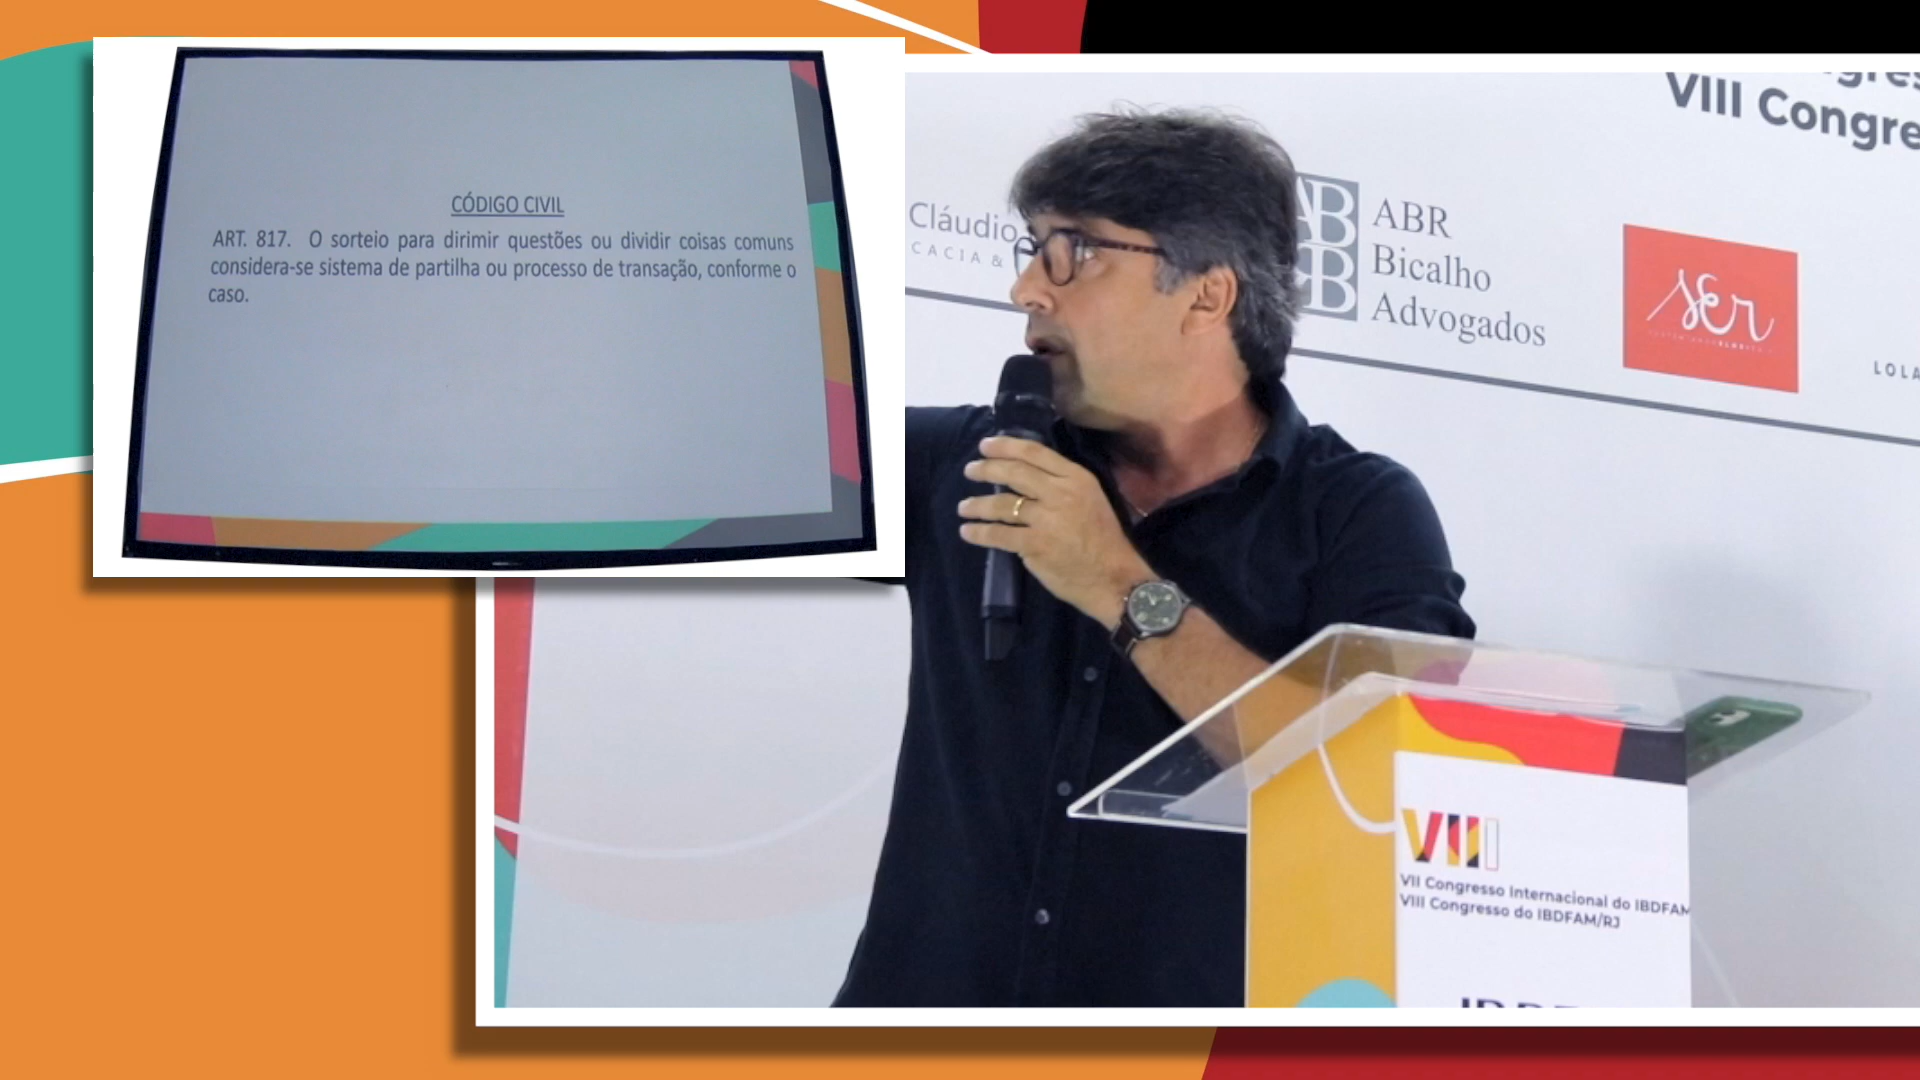 CÓDIGO CIVIL
ART. 817. O sorteio para dirimir questões ou dividir coisas comuns
considera-se sistema de partilha ou processo de transação, conforme o
caso.
VIII Congre
Cláudio
CACIA &
ABR
Bicalho
Advogados
ser
LOLA
VIII
VII Congresso Internacional do IBDFAM
VIII Congresso do IBDFAM/RJ